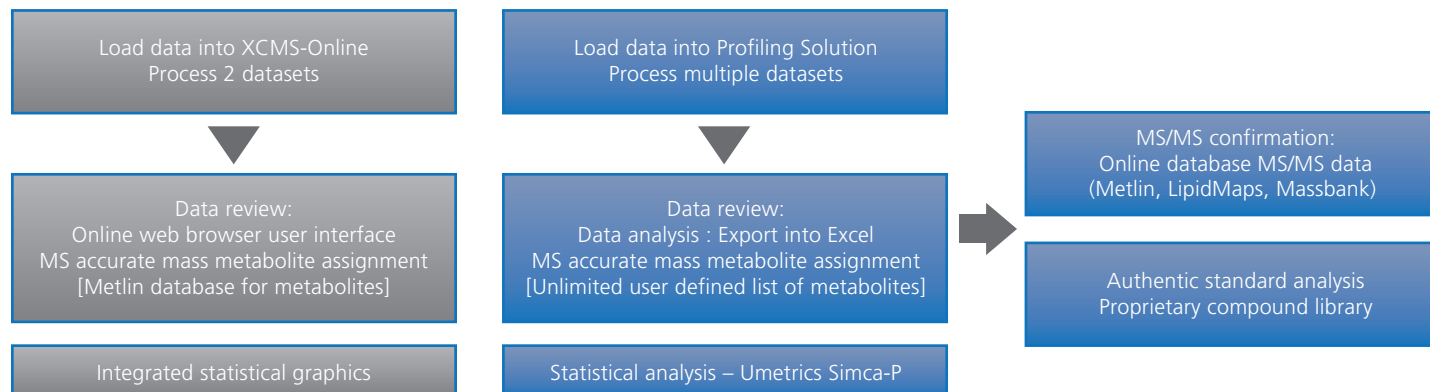 Load data into XCMS-Online
Process 2 datasets
Data review:
Online web browser user interface
MS accurate mass metabolite assignment
[Metlin database for metabolites]
Integrated statistical graphics
Load data into Profiling Solution
Process multiple datasets
Data review:
Data analysis : Export into Excel
MS accurate mass metabolite assignment
[Unlimited user defined list of metabolites]
Statistical analysis – Umetrics Simca-P
MS/MS confirmation:
Online database MS/MS data
(Metlin, LipidMaps, Massbank)
Authentic standard analysis
Proprietary compound library